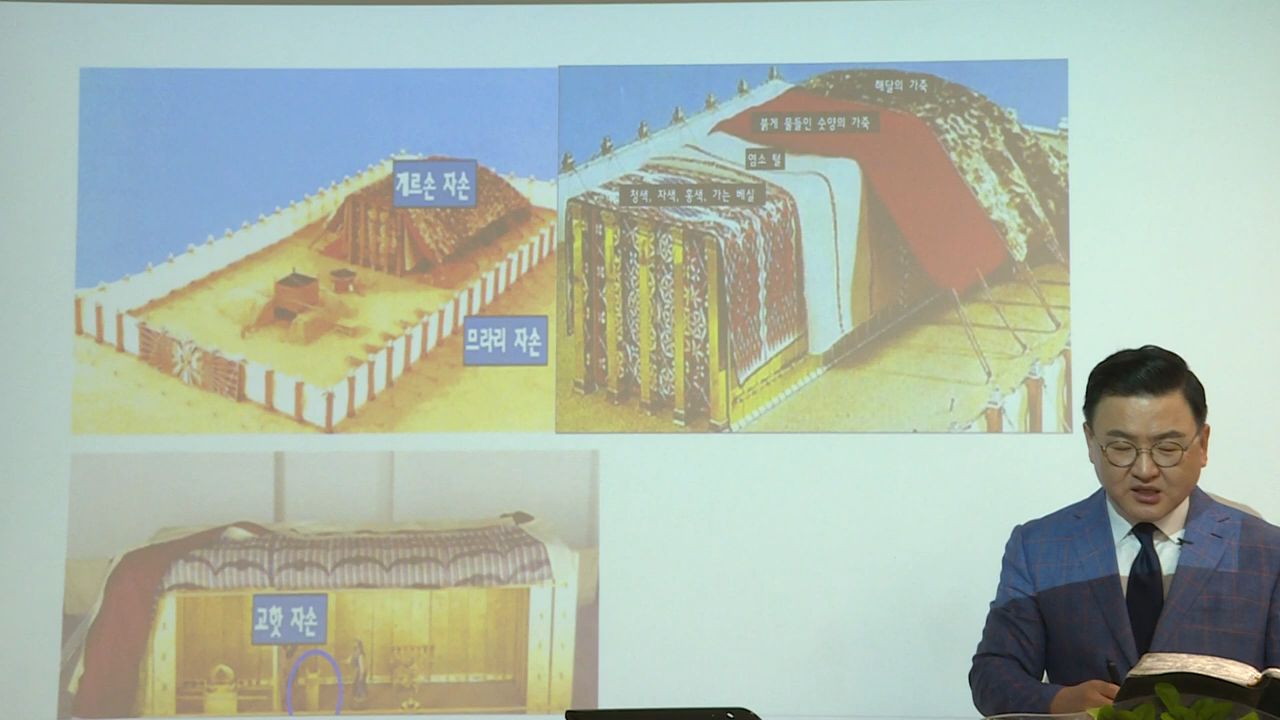 게르손 자손
므라리 자손
해달의 가죽
붉게 물들인 숫양의 가죽
염소 털
청색, 자색, 홍색, 가는 베실
고핫 자손